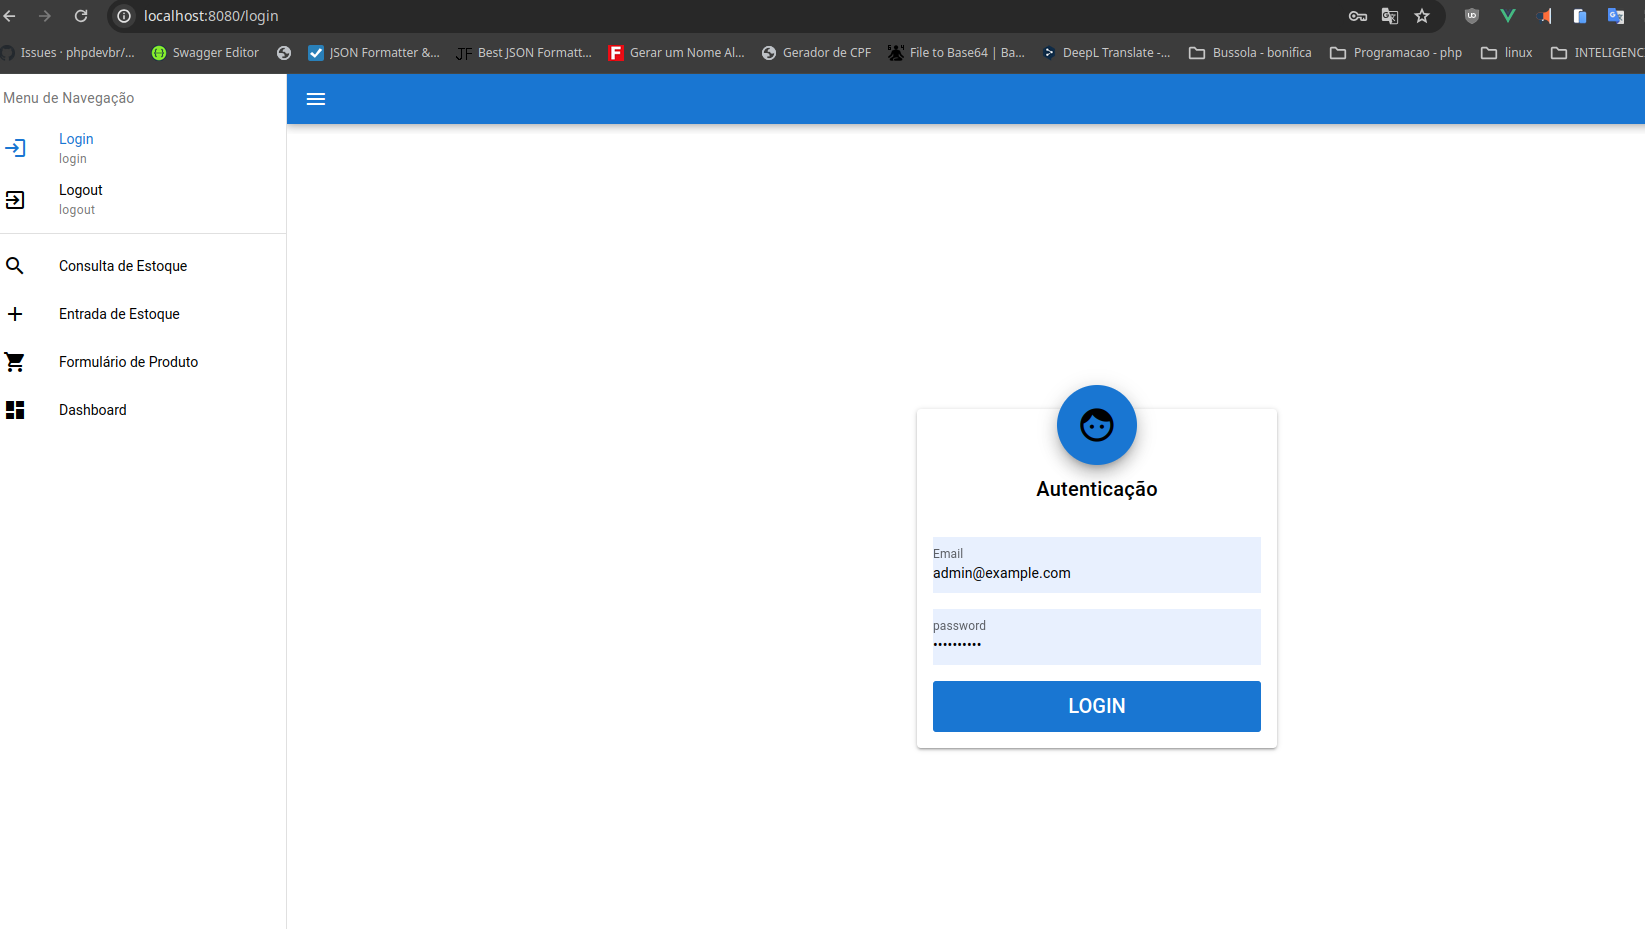 localhost:8080/login
Issues · phpdevbr/... Swagger Editor JSON Formatter &... JF Best JSON Formatt... F Gerar um Nome Al... Gerador de CPF File to Base64 | Ba... DeepL Translate -... Bussola - bonifica Programacao - php linux INTELIGENC
Menu de Navegação
Login
login
Logout
logout
Consulta de Estoque
Entrada de Estoque
Formulário de Produto
Dashboard
Autenticação
Email
admin@example.com
password
••••••••••
LOGIN